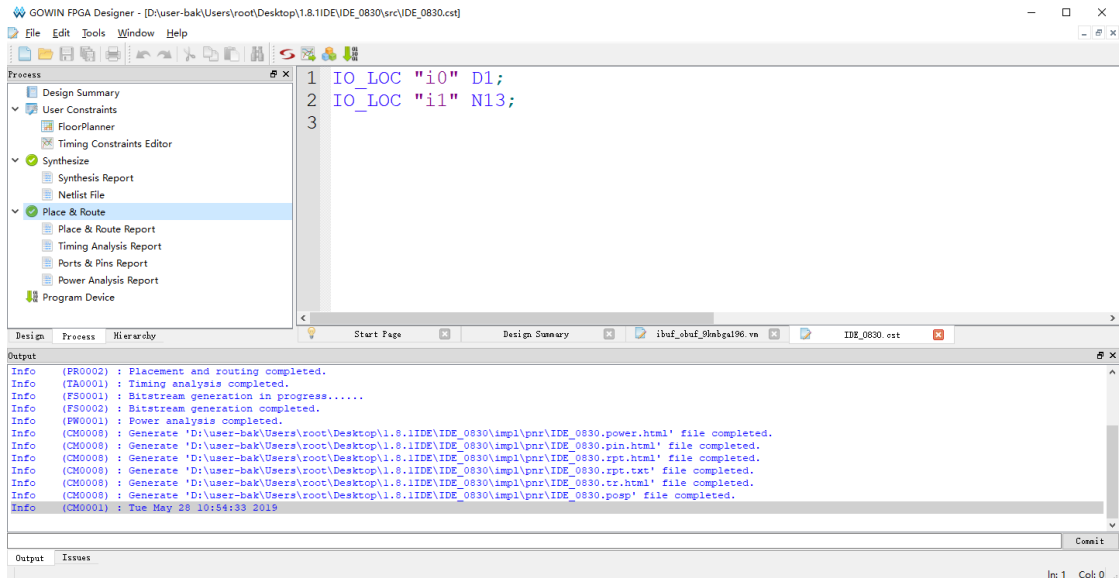 GOWIN FPGA Designer - [D:\user-bak\Users\root\Desktop\1.8.1IDE\IDE_0830\src\IDE_0830.cst]
File Edit Tools Window Help
Process
Design Summary
User Constraints
FloorPlanner
Timing Constraints Editor
Synthesize
Synthesis Report
Netlist File
Place & Route
Place & Route Report
Timing Analysis Report
Ports & Pins Report
Power Analysis Report
Program Device
Design Process Hierarchy
1 IO_LOC "i0" D1;
2 IO_LOC "i1" N13;
3
Start Page Design Summary ibuf_obuf_9kmbga196.vm IDE_0830.cst
Output
Info (PR0002) : Placement and routing completed.
Info (TA0001) : Timing analysis completed.
Info (FS0001) : Bitstream generation in progress......
Info (FS0002) : Bitstream generation completed.
Info (PW0001) : Power analysis completed.
Info (CM0008) : Generate 'D:\user-bak\Users\root\Desktop\1.8.1IDE\IDE_0830\impl\pnr\IDE_0830.power.html' file completed.
Info (CM0008) : Generate 'D:\user-bak\Users\root\Desktop\1.8.1IDE\IDE_0830\impl\pnr\IDE_0830.pin.html' file completed.
Info (CM0008) : Generate 'D:\user-bak\Users\root\Desktop\1.8.1IDE\IDE_0830\impl\pnr\IDE_0830.rpt.html' file completed.
Info (CM0008) : Generate 'D:\user-bak\Users\root\Desktop\1.8.1IDE\IDE_0830\impl\pnr\IDE_0830.rpt.txt' file completed.
Info (CM0008) : Generate 'D:\user-bak\Users\root\Desktop\1.8.1IDE\IDE_0830\impl\pnr\IDE_0830.tr.html' file completed.
Info (CM0008) : Generate 'D:\user-bak\Users\root\Desktop\1.8.1IDE\IDE_0830\impl\pnr\IDE_0830.posp' file completed.
Info (CM0001) : Tue May 28 10:54:33 2019
Commit
Output Issues
ln: 1 Col: 0